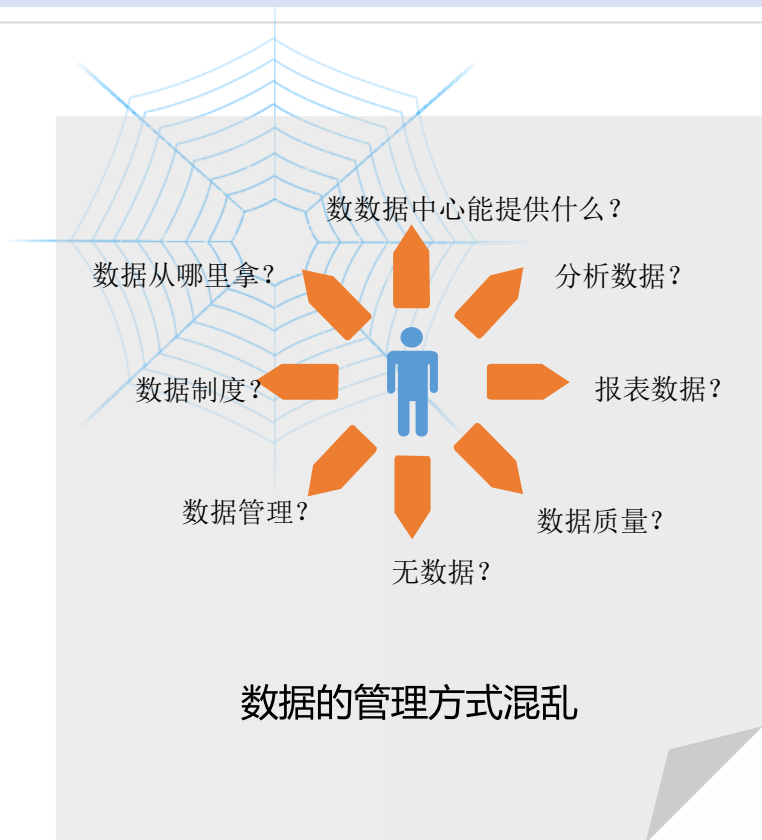 数数据中心能提供什么?
数据从哪里拿?
分析数据?
数据制度?
报表数据?
数据管理?
数据质量?
无数据?
数据的管理方式混乱